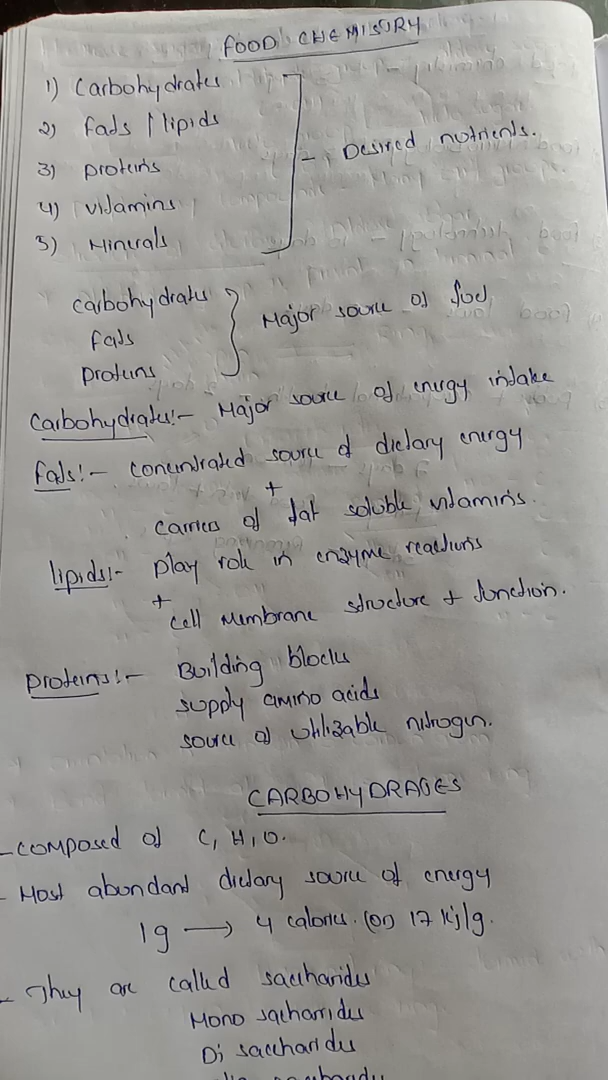 FOOD CHEMISTRY
1) Carbohydrates
2) Fats / lipids
3) proteins
4) vitamins
5) Minerals
- Desired nutrients.
carbohydrates
fats
proteins
Major source of fuel
Carbohydrates:- Major source of energy intake
Fats:- concentrated source of dietary energy
+
carriers of fat soluble vitamins.
lipids:- play role in enzyme reactions
+
cell membrane structure + function.
proteins:- Building blocks
supply amino acids
source of utilizable nitrogen.
CARBOHYDRATES
- composed of C, H, O.
- Most abundant dietary source of energy
1g → 4 calories. (or) 17 kj/g.
- They are called saccharides
Mono sacharrides
Di saccharides